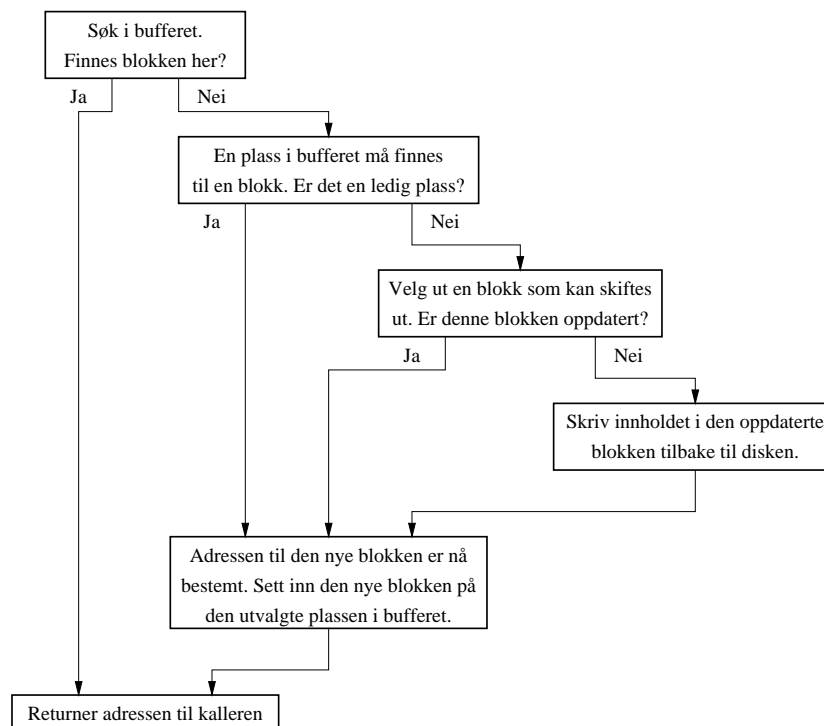 Søk i bufferet.
Finnes blokken her?
Ja
Nei
En plass i bufferet må finnes
til en blokk. Er det en ledig plass?
Ja
Nei
Velg ut en blokk som kan skiftes
ut. Er denne blokken oppdatert?
Ja
Nei
Skriv innholdet i den oppdaterte
blokken tilbake til disken.
Adressen til den nye blokken er nå
bestemt. Sett inn den nye blokken på
den utvalgte plassen i bufferet.
Returner adressen til kalleren